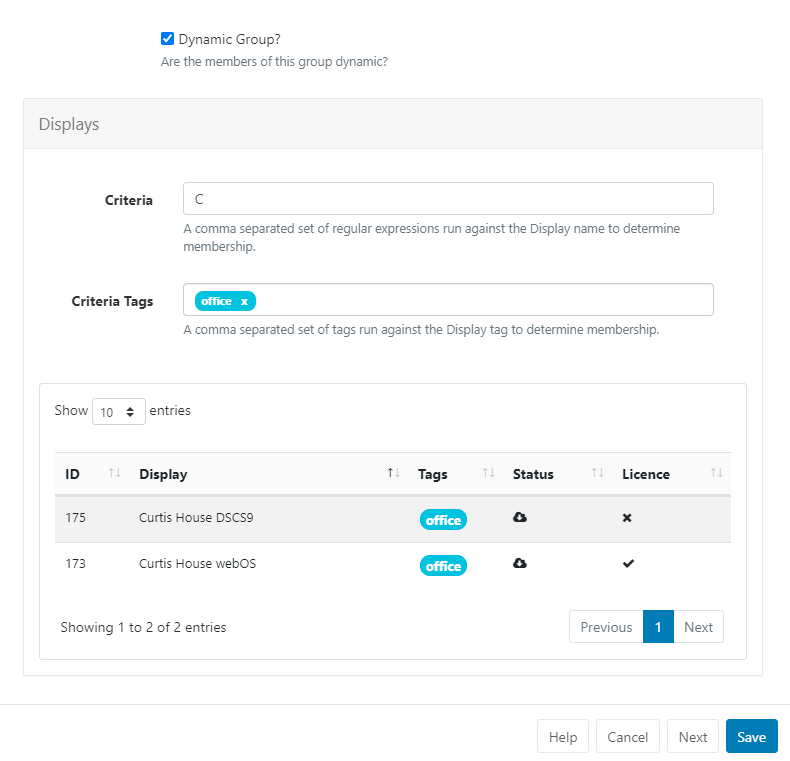 Dynamic Group?
Are the members of this group dynamic?
Displays
Criteria
C
A comma separated set of regular expressions run against the Display name to determine
membership.
Criteria Tags
office x
A comma separated set of tags run against the Display tag to determine membership.
Show 10 entries
ID Display Tags Status Licence
175 Curtis House DSCS9 office
173 Curtis House webOS office
Showing 1 to 2 of 2 entries
Previous 1 Next
Help Cancel Next Save